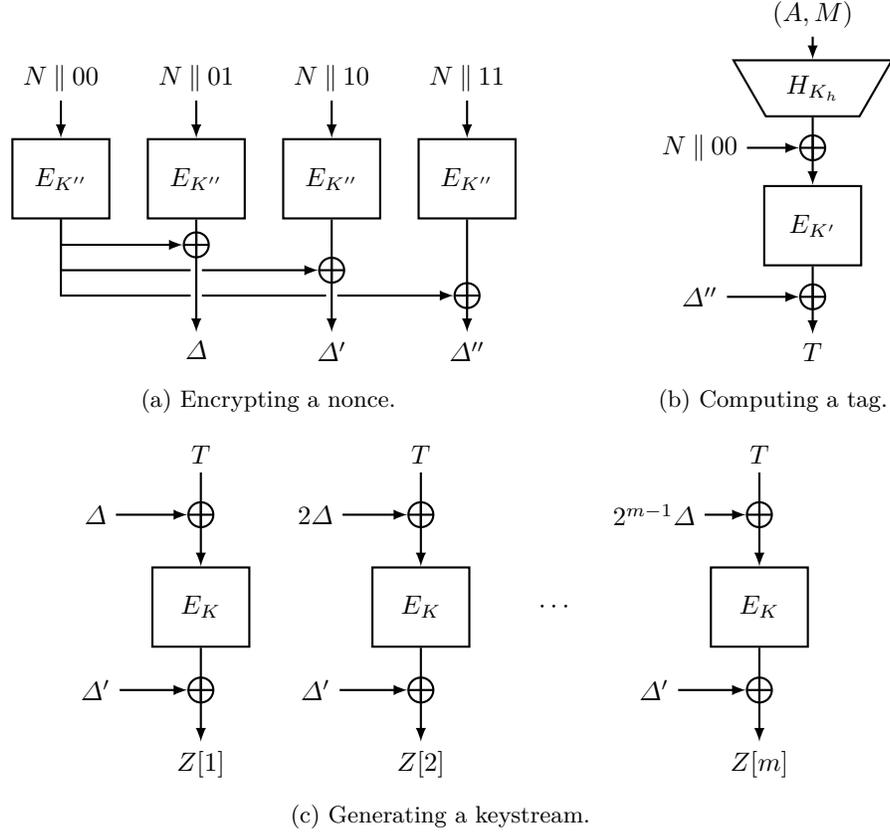 N ∥ 00 N ∥ 01 N ∥ 10 N ∥ 11
E_{K''} E_{K''} E_{K''} E_{K''}
Δ Δ′ Δ″
(a) Encrypting a nonce.
(A, M)
H_{K_h}
N ∥ 00
E_{K'}
Δ″
T
(b) Computing a tag.
T T T
Δ 2Δ 2^{m−1}Δ
E_K E_K · · · E_K
Δ′ Δ′ Δ′
Z[1] Z[2] Z[m]
(c) Generating a keystream.